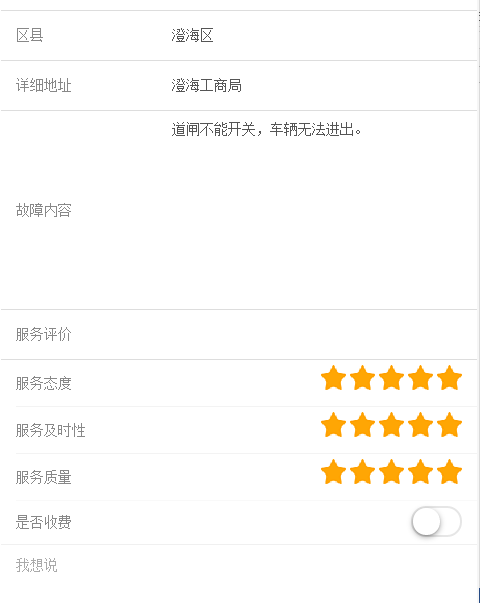 区县
澄海区
详细地址
澄海工商局
道闸不能开关，车辆无法进出。
故障内容
服务评价
服务态度
服务及时性
服务质量
是否收费
我想说